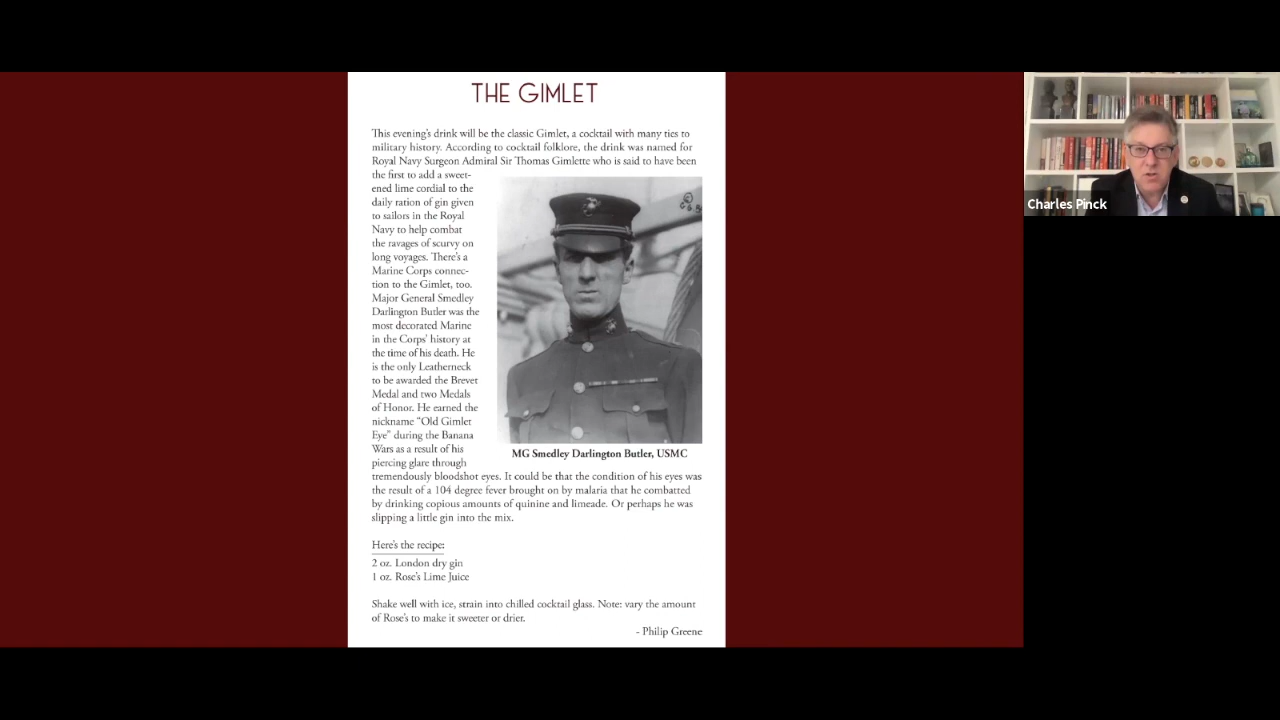 THE GIMLET
This evening's drink will be the classic Gimlet, a cocktail with many ties to
military history. According to cocktail folklore, the drink was named for
Royal Navy Surgeon Admiral Sir Thomas Gimlette who is said to have been
the first to add a sweet-
ened lime cordial to the
daily ration of gin given
to sailors in the Royal
Navy to help combat
the ravages of scurvy on
long voyages. There's a
Marine Corps connec-
tion to the Gimlet, too.
Major General Smedley
Darlington Butler was the
most decorated Marine
in the Corps' history at
the time of his death. He
is the only Leatherneck
to be awarded the Brevet
Medal and two Medals
of Honor. He earned the
nickname "Old Gimlet
Eye" during the Banana
Wars as a result of his
piercing glare through
tremendously bloodshot eyes. It could be that the condition of his eyes was
the result of a 104 degree fever brought on by malaria that he combatted
by drinking copious amounts of quinine and limeade. Or perhaps he was
slipping a little gin into the mix.
MG Smedley Darlington Butler, USMC
Here's the recipe:
2 oz. London dry gin
1 oz. Rose's Lime Juice
Shake well with ice, strain into chilled cocktail glass. Note: vary the amount
of Rose's to make it sweeter or drier.
- Philip Greene
Charles Pinck